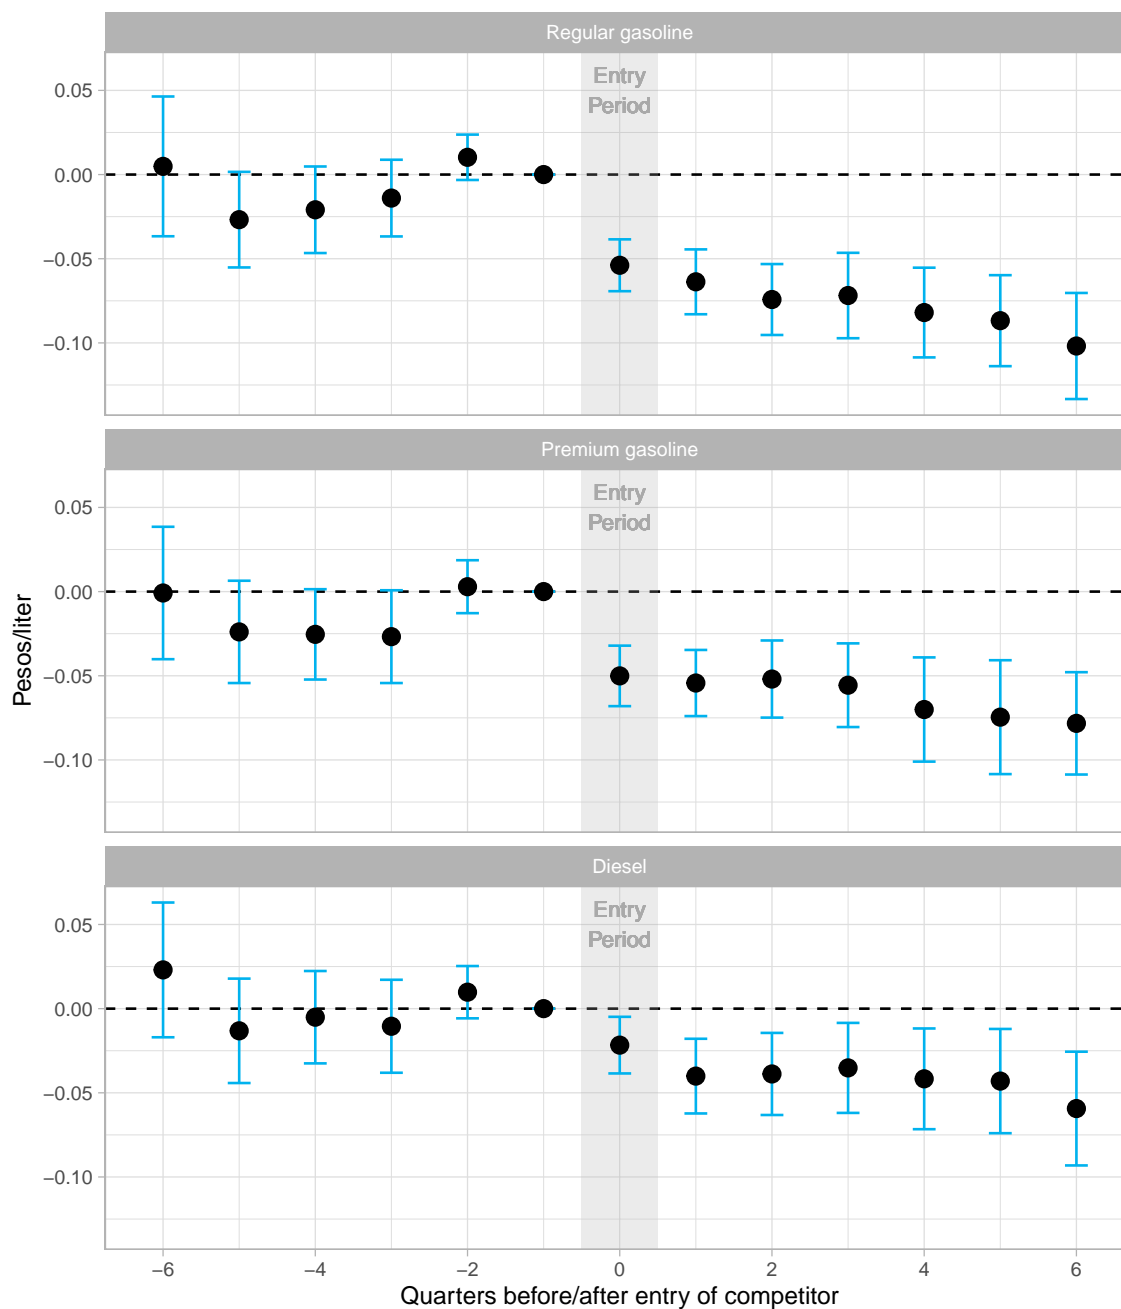 Regular gasoline
Entry
Period
0.05
0.00
−0.05
−0.10
Premium gasoline
Entry
Period
0.05
0.00
−0.05
−0.10
Pesos/liter
Diesel
Entry
Period
0.05
0.00
−0.05
−0.10
−6 −4 −2 0 2 4 6
Quarters before/after entry of competitor